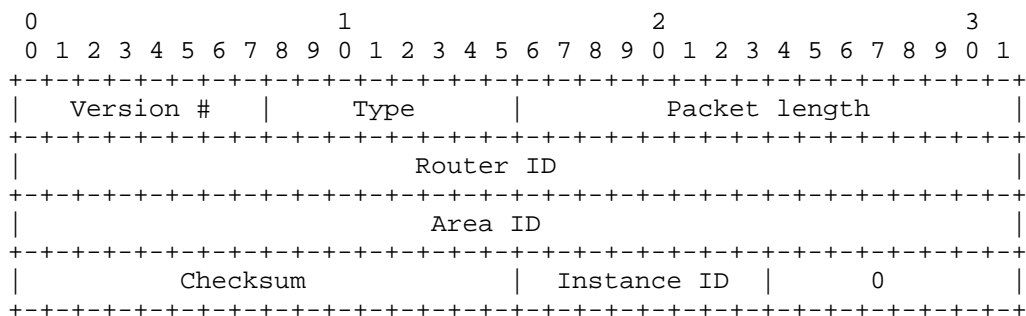 0                   1                   2                   3
0 1 2 3 4 5 6 7 8 9 0 1 2 3 4 5 6 7 8 9 0 1 2 3 4 5 6 7 8 9 0 1
+-+-+-+-+-+-+-+-+-+-+-+-+-+-+-+-+-+-+-+-+-+-+-+-+-+-+-+-+-+-+-+-+
|   Version #   |     Type      |         Packet length         |
+-+-+-+-+-+-+-+-+-+-+-+-+-+-+-+-+-+-+-+-+-+-+-+-+-+-+-+-+-+-+-+-+
|                         Router ID                             |
+-+-+-+-+-+-+-+-+-+-+-+-+-+-+-+-+-+-+-+-+-+-+-+-+-+-+-+-+-+-+-+-+
|                          Area ID                              |
+-+-+-+-+-+-+-+-+-+-+-+-+-+-+-+-+-+-+-+-+-+-+-+-+-+-+-+-+-+-+-+-+
|          Checksum             |  Instance ID  |      0        |
+-+-+-+-+-+-+-+-+-+-+-+-+-+-+-+-+-+-+-+-+-+-+-+-+-+-+-+-+-+-+-+-+